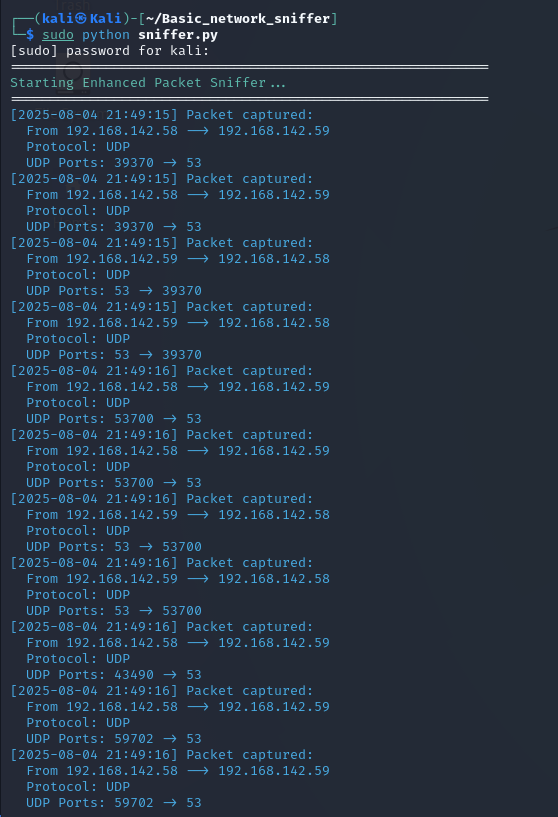 ┌──(kali㉿Kali)-[~/Basic_network_sniffer]
└─$ sudo python sniffer.py
[sudo] password for kali:
============================================================
Starting Enhanced Packet Sniffer...
============================================================
[2025-08-04 21:49:15] Packet captured:
From 192.168.142.58 --> 192.168.142.59
Protocol: UDP
UDP Ports: 39370 -> 53
[2025-08-04 21:49:15] Packet captured:
From 192.168.142.58 --> 192.168.142.59
Protocol: UDP
UDP Ports: 39370 -> 53
[2025-08-04 21:49:15] Packet captured:
From 192.168.142.59 --> 192.168.142.58
Protocol: UDP
UDP Ports: 53 -> 39370
[2025-08-04 21:49:15] Packet captured:
From 192.168.142.59 --> 192.168.142.58
Protocol: UDP
UDP Ports: 53 -> 39370
[2025-08-04 21:49:16] Packet captured:
From 192.168.142.58 --> 192.168.142.59
Protocol: UDP
UDP Ports: 53700 -> 53
[2025-08-04 21:49:16] Packet captured:
From 192.168.142.58 --> 192.168.142.59
Protocol: UDP
UDP Ports: 53700 -> 53
[2025-08-04 21:49:16] Packet captured:
From 192.168.142.59 --> 192.168.142.58
Protocol: UDP
UDP Ports: 53 -> 53700
[2025-08-04 21:49:16] Packet captured:
From 192.168.142.59 --> 192.168.142.58
Protocol: UDP
UDP Ports: 53 -> 53700
[2025-08-04 21:49:16] Packet captured:
From 192.168.142.58 --> 192.168.142.59
Protocol: UDP
UDP Ports: 43490 -> 53
[2025-08-04 21:49:16] Packet captured:
From 192.168.142.58 --> 192.168.142.59
Protocol: UDP
UDP Ports: 59702 -> 53
[2025-08-04 21:49:16] Packet captured:
From 192.168.142.58 --> 192.168.142.59
Protocol: UDP
UDP Ports: 59702 -> 53